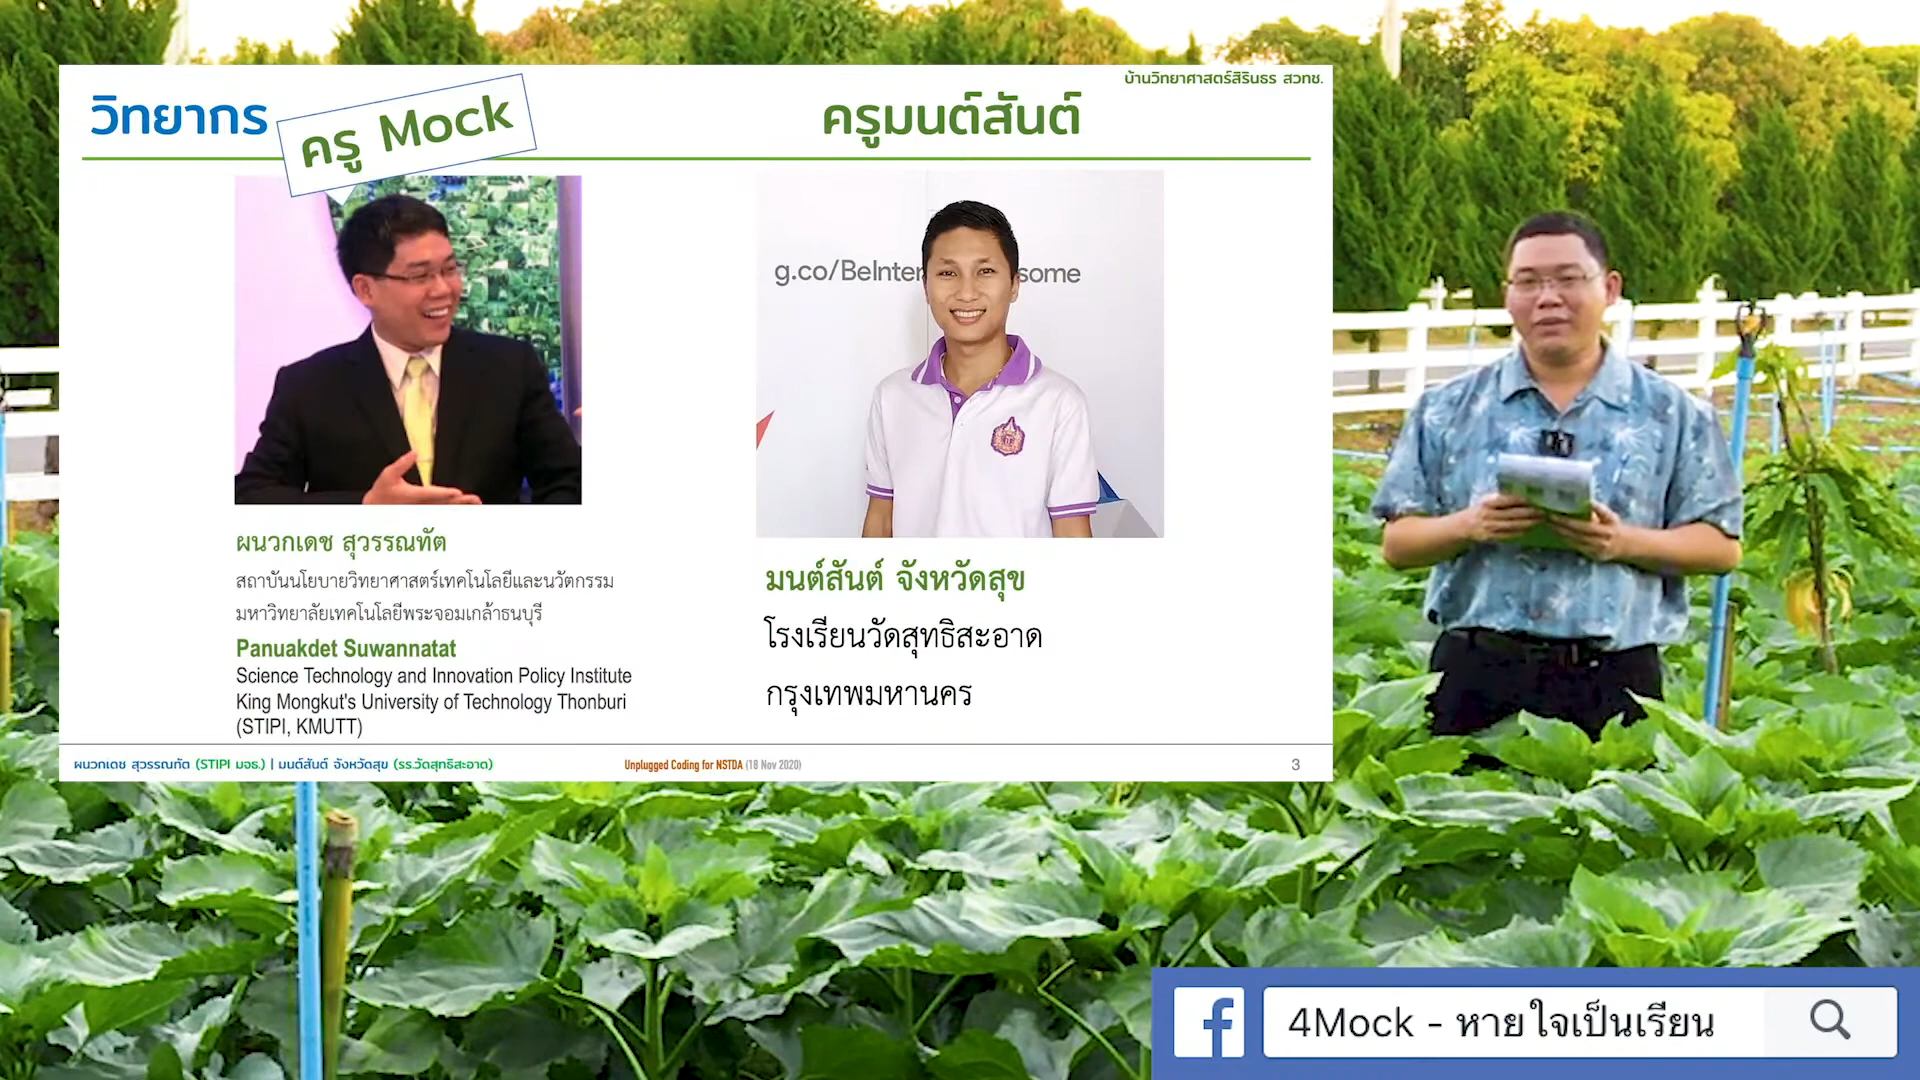 บ้านวิทยาศาสตร์สิรินธร สวทช.
วิทยากร
ครู Mock
ครูมนต์สันต์
g.co/BeInter some
ผนวกเดช สุวรรณทัต
สถาบันนโยบายวิทยาศาสตร์เทคโนโลยีและนวัตกรรม
มหาวิทยาลัยเทคโนโลยีพระจอมเกล้าธนบุรี
Panuakdet Suwannatat
Science Technology and Innovation Policy Institute
King Mongkut's University of Technology Thonburi
(STIPI, KMUTT)
มนต์สันต์ จังหวัดสุข
โรงเรียนวัดสุทธิสะอาด
กรุงเทพมหานคร
ผนวกเดช สุวรรณทัต (STIPI มจธ.) | มนต์สันต์ จังหวัดสุข (รร.วัดสุทธิสะอาด)
Unplugged Coding for NSTDA (18 Nov 2020)
3
4Mock - หายใจเป็นเรียน